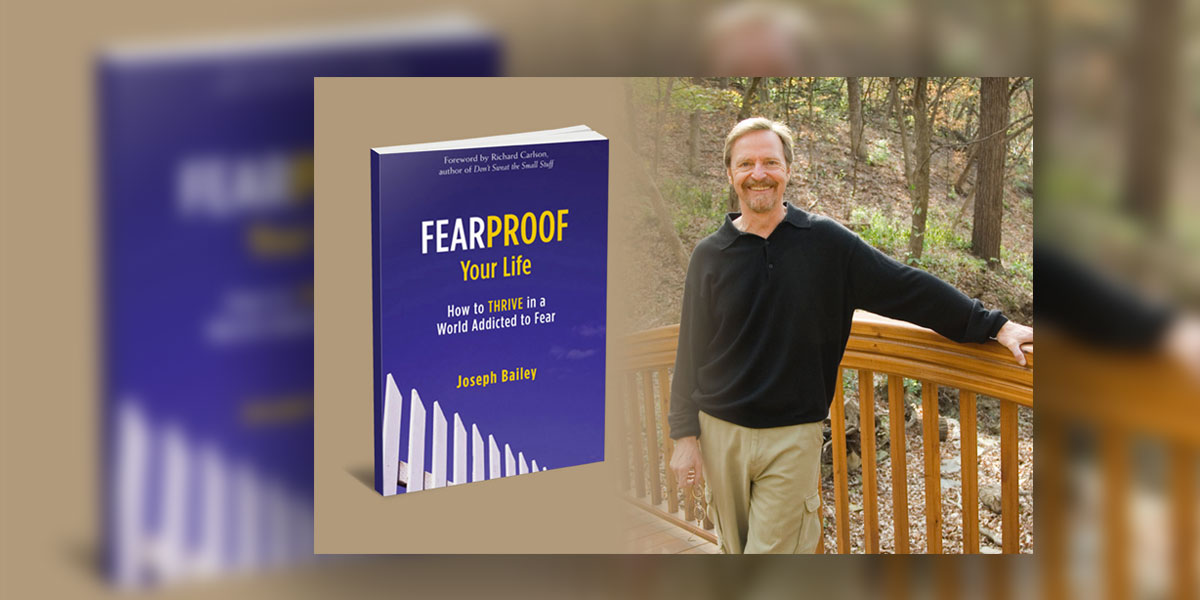 Foreword by Richard Carlson,
author of Don't Sweat the Small Stuff
FEARPROOF
Your Life
How to THRIVE in a
World Addicted to Fear
Joseph Bailey